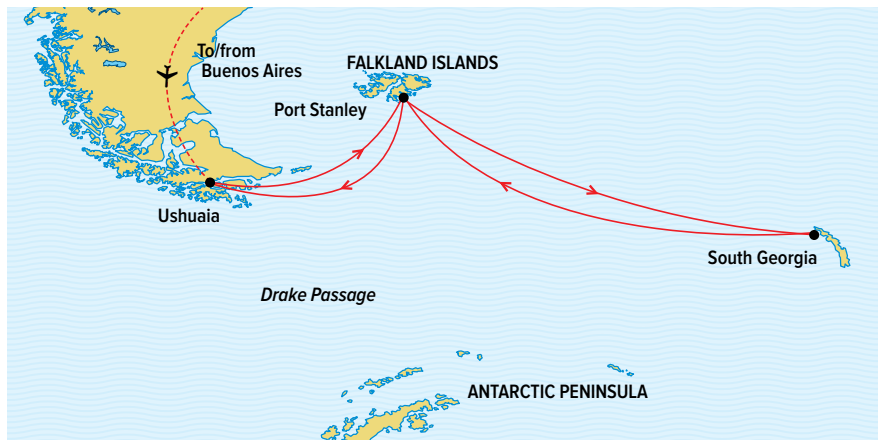 To/from
Buenos Aires
FALKLAND ISLANDS
Port Stanley
Ushuaia
South Georgia
Drake Passage
ANTARCTIC PENINSULA